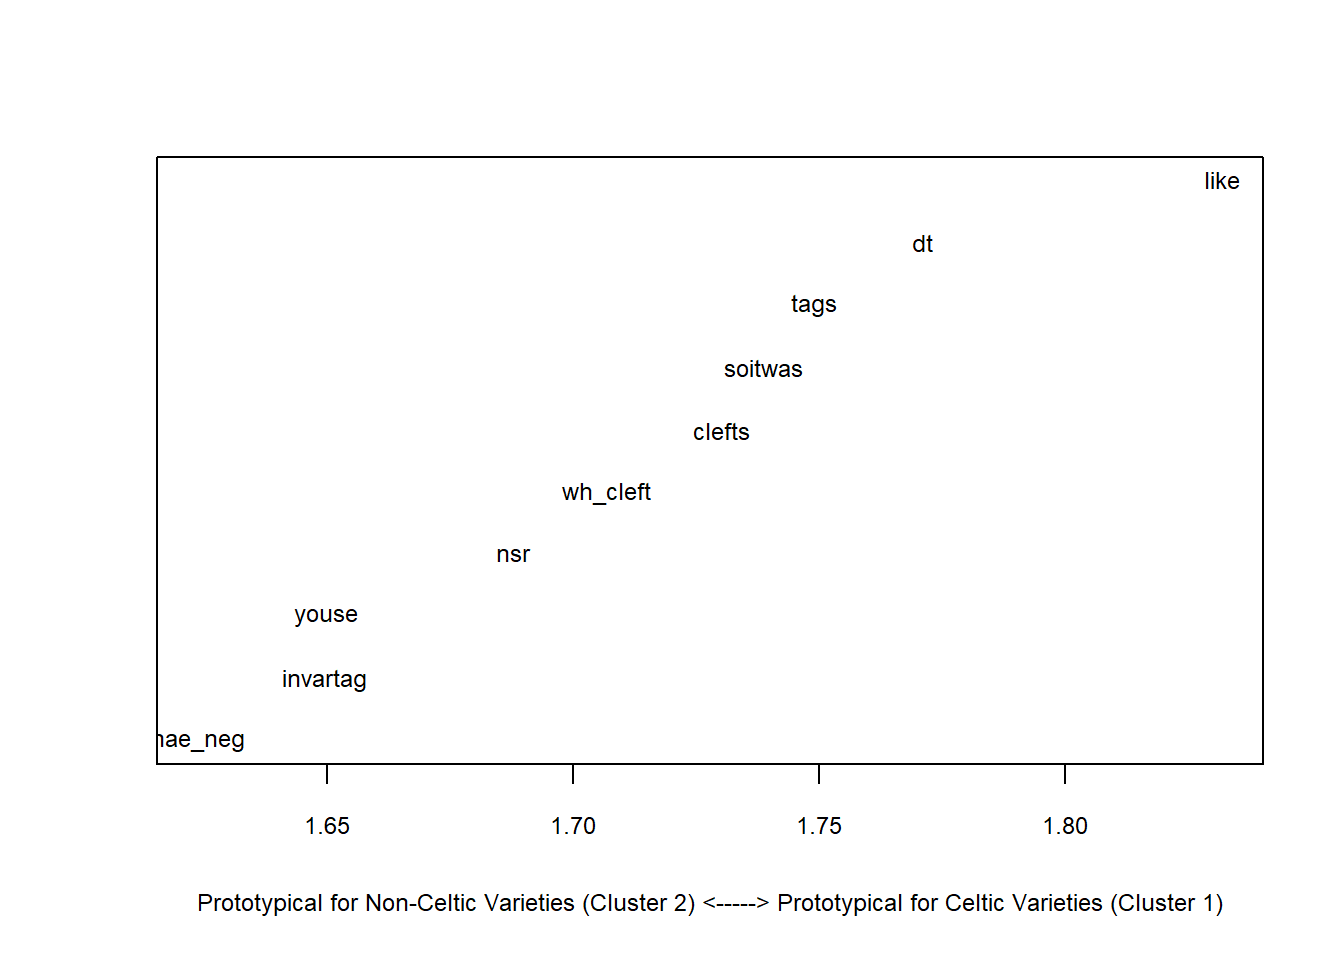 like
dt
tags
soitwas
clefts
wh_cleft
nsr
youse
invartag
nae_neg
1.65 1.70 1.75 1.80
Prototypical for Non-Celtic Varieties (Cluster 2) <-----> Prototypical for Celtic Varieties (Cluster 1)